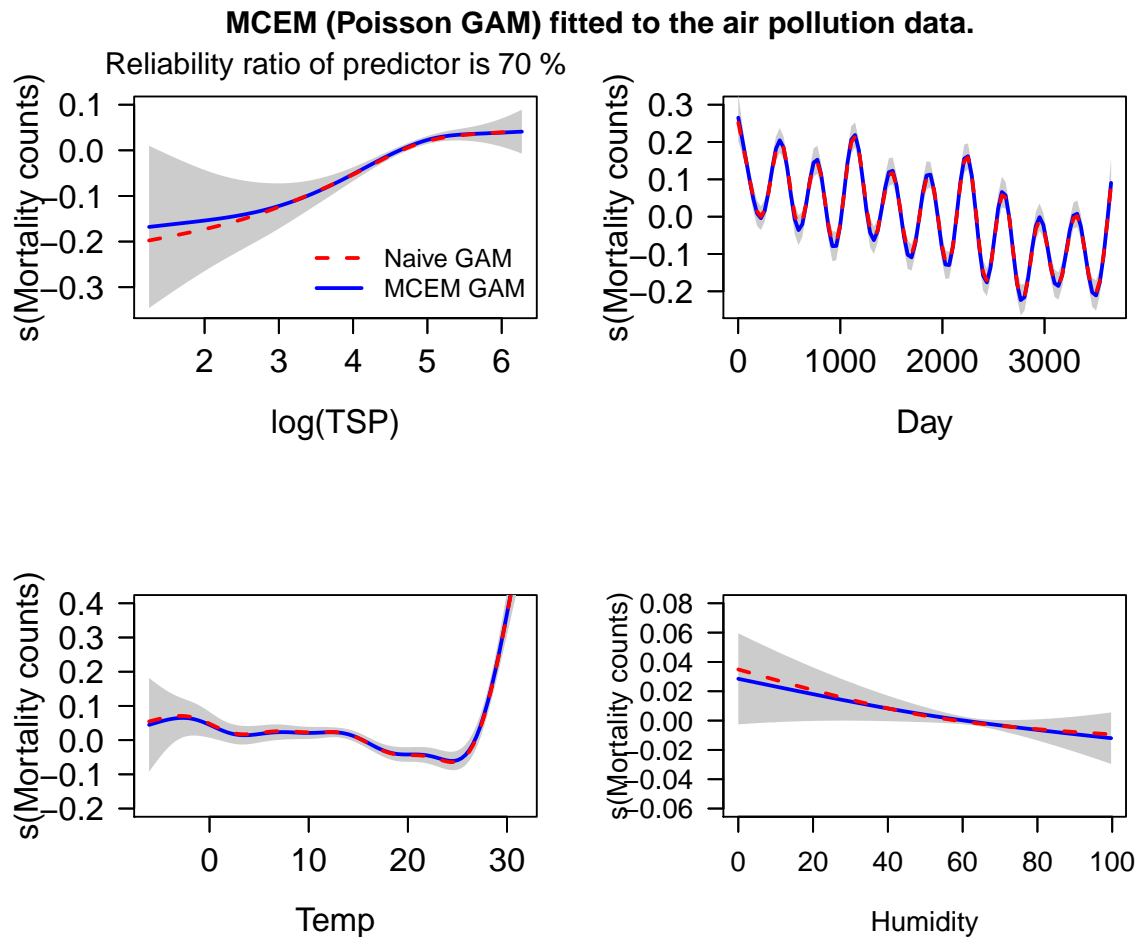 MCEM (Poisson GAM) fitted to the air pollution data.
Reliability ratio of predictor is 70 %
s(Mortality counts)
0.1
0.0
−0.1
−0.2
−0.3
Naive GAM
MCEM GAM
2 3 4 5 6
log(TSP)
s(Mortality counts)
0.3
0.2
0.1
0.0
−0.1
−0.2
0 1000 2000 3000
Day
s(Mortality counts)
0.4
0.3
0.2
0.1
0.0
−0.1
−0.2
0 10 20 30
Temp
s(Mortality counts)
0.08
0.06
0.04
0.02
0.00
−0.02
−0.04
−0.06
0 20 40 60 80 100
Humidity